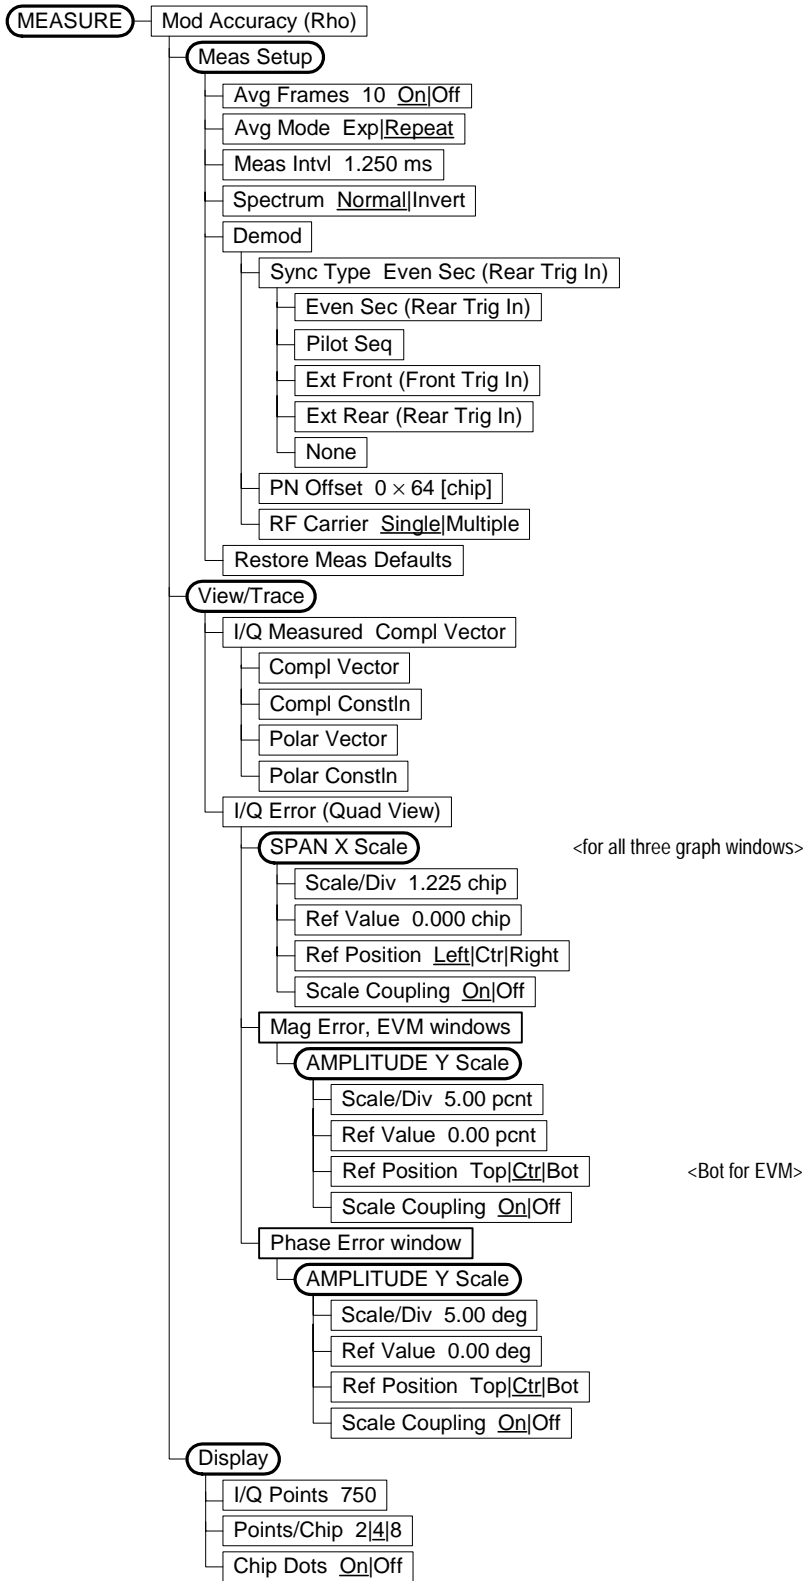 MEASURE Mod Accuracy (Rho)
Meas Setup
Avg Frames 10 On|Off
Avg Mode Exp|Repeat
Meas Intvl 1.250 ms
Spectrum Normal|Invert
Demod
Sync Type Even Sec (Rear Trig In)
Even Sec (Rear Trig In)
Pilot Seq
Ext Front (Front Trig In)
Ext Rear (Rear Trig In)
None
PN Offset 0 × 64 [chip]
RF Carrier Single|Multiple
Restore Meas Defaults
View/Trace
I/Q Measured Compl Vector
Compl Vector
Compl Constln
Polar Vector
Polar Constln
I/Q Error (Quad View)
SPAN X Scale <for all three graph windows>
Scale/Div 1.225 chip
Ref Value 0.000 chip
Ref Position Left|Ctr|Right
Scale Coupling On|Off
Mag Error, EVM windows
AMPLITUDE Y Scale
Scale/Div 5.00 pcnt
Ref Value 0.00 pcnt
Ref Position Top|Ctr|Bot <Bot for EVM>
Scale Coupling On|Off
Phase Error window
AMPLITUDE Y Scale
Scale/Div 5.00 deg
Ref Value 0.00 deg
Ref Position Top|Ctr|Bot
Scale Coupling On|Off
Display
I/Q Points 750
Points/Chip 2|4|8
Chip Dots On|Off